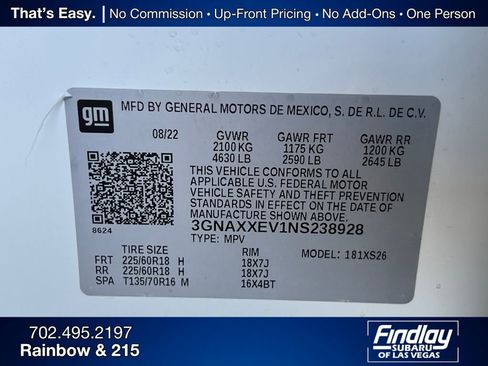 That's Easy. • No Commission • Up-Front Pricing • No Add-Ons • One Person
gm
MFD BY GENERAL MOTORS DE MEXICO, S. DE R.L. DE C.V.
08/22 GVWR GAWR FRT GAWR RR
2100 KG 1175 KG 1200 KG
4630 LB 2590 LB 2645 LB
THIS VEHICLE CONFORMS TO ALL
APPLICABLE U.S. FEDERAL MOTOR
VEHICLE SAFETY AND THEFT PREVENTION
STANDARDS IN EFFECT ON THE DATE OF
MANUFACTURE SHOWN ABOVE.
8624
3GNAXXEV1NS238928
TYPE: MPV MODEL: 181XS26
TIRE SIZE RIM
FRT 225/60R18 H 18X7J
RR 225/60R18 H 18X7J
SPA T135/70R16 M 16X4BT
702.495.2197
Rainbow & 215
Findlay
SUBARU
OF LAS VEGAS